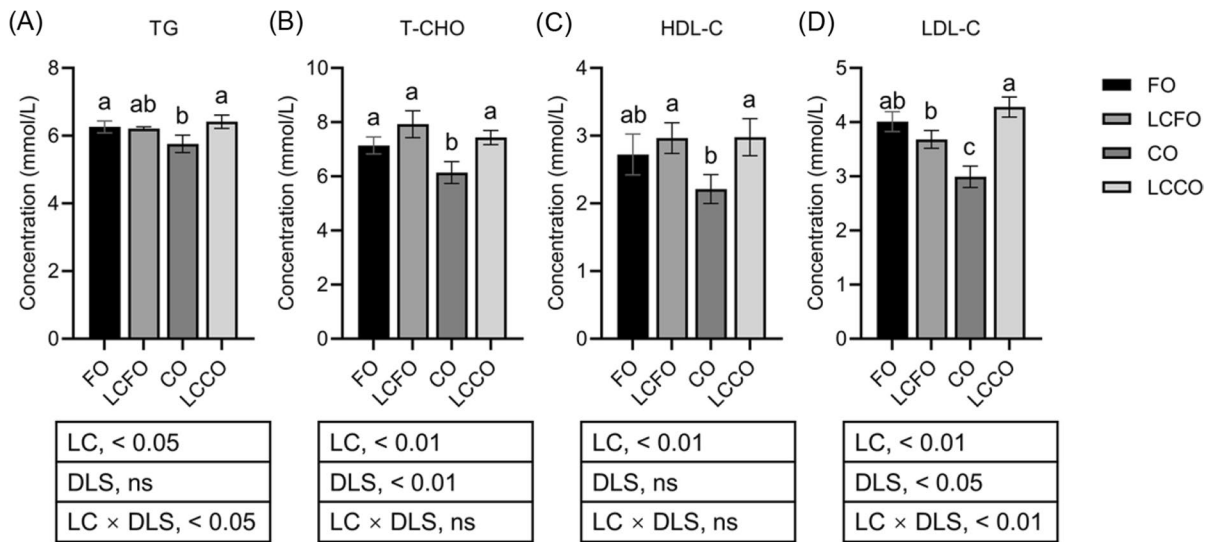 (A) TG
Concentration (mmol/L)
8
6
4
2
0
a ab b a
FO LCFO CO LCCO
LC, < 0.05
DLS, ns
LC × DLS, < 0.05
(B) T-CHO
Concentration (mmol/L)
10
8
6
4
2
0
a a b a
FO LCFO CO LCCO
LC, < 0.01
DLS, < 0.01
LC × DLS, ns
(C) HDL-C
Concentration (mmol/L)
4
3
2
1
0
ab a b a
FO LCFO CO LCCO
LC, < 0.01
DLS, ns
LC × DLS, ns
(D) LDL-C
Concentration (mmol/L)
5
4
3
2
1
0
ab b c a
FO LCFO CO LCCO
LC, < 0.01
DLS, < 0.05
LC × DLS, < 0.01
FO
LCFO
CO
LCCO